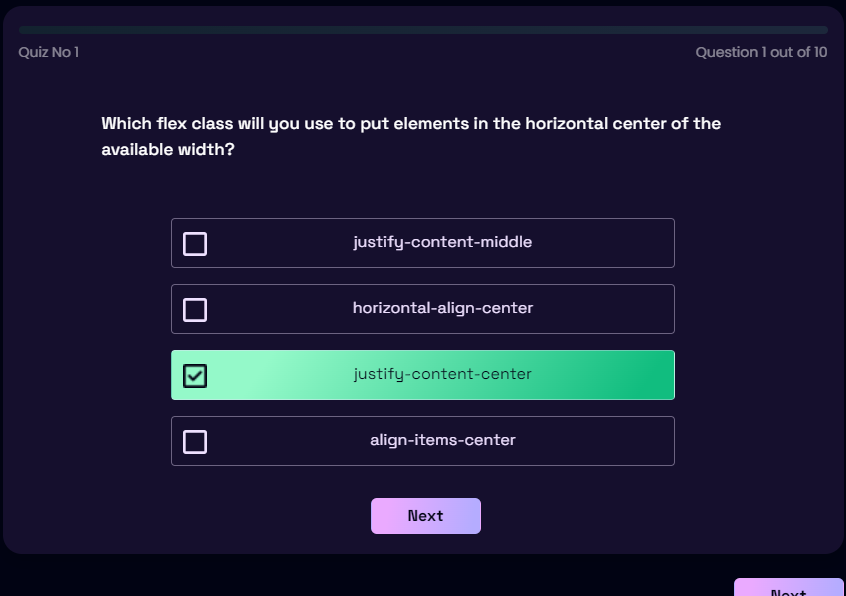 Quiz No 1
Question 1 out of 10
Which flex class will you use to put elements in the horizontal center of the
available width?
justify-content-middle
horizontal-align-center
justify-content-center
align-items-center
Next
Next